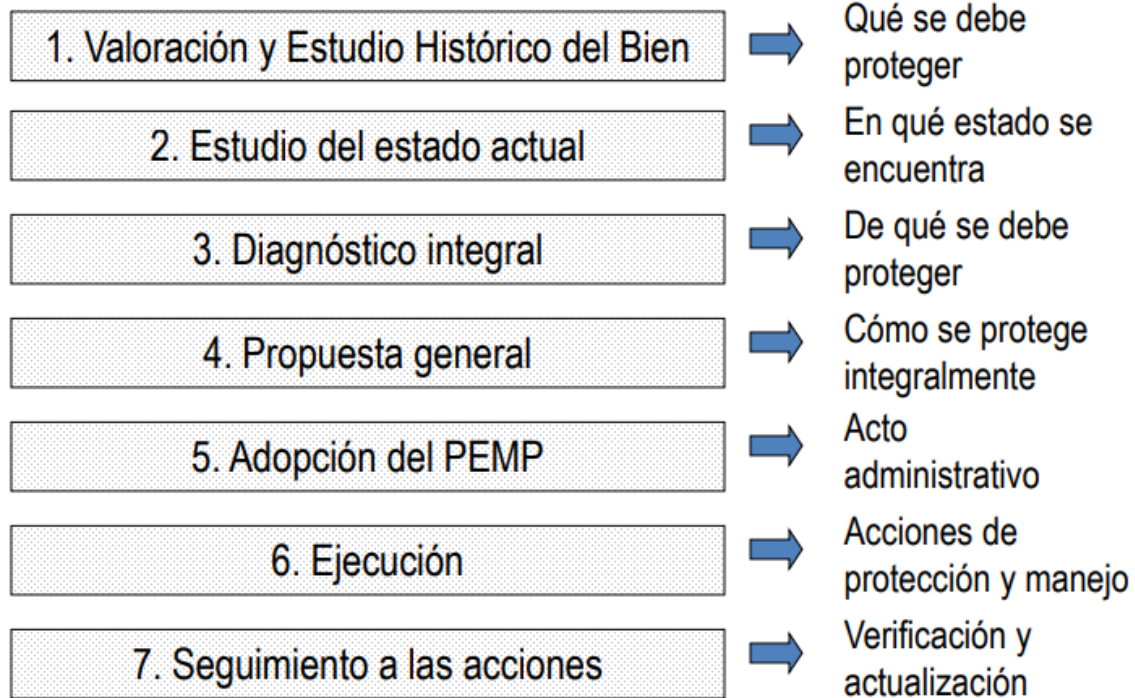 1. Valoración y Estudio Histórico del Bien
Qué se debe
proteger
2. Estudio del estado actual
En qué estado se
encuentra
3. Diagnóstico integral
De qué se debe
proteger
4. Propuesta general
Cómo se protege
integralmente
5. Adopción del PEMP
Acto
administrativo
6. Ejecución
Acciones de
protección y manejo
7. Seguimiento a las acciones
Verificación y
actualización